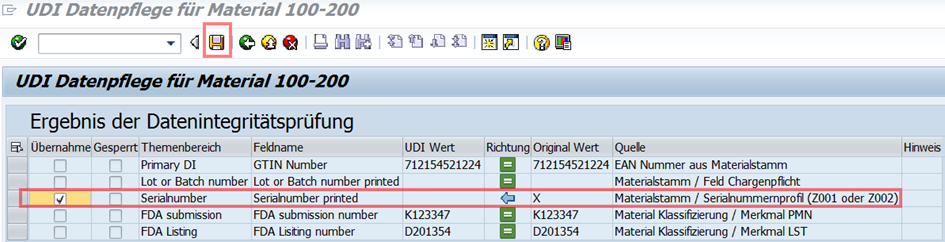 UDI Datenpflege für Material 100-200
UDI Datenpflege für Material 100-200
Ergebnis der Datenintegritätsprüfung
Übernahme Gesperrt Themenbereich Feldname UDI Wert Richtung Original Wert Quelle Hinweis
Primary DI GTIN Number 712154521224 712154521224 EAN Nummer aus Materialstamm
Lot or Batch number Lot or Batch number printed Materialstamm / Feld Chargenpflicht
Serialnumber Serialnumber printed X Materialstamm / Serialnummernprofil (Z001 oder Z002)
FDA submission FDA submission number K123347 K123347 Material Klassifizierung / Merkmal PMN
FDA Listing FDA Lisiting number D201354 D201354 Material Klassifizierung / Merkmal LST